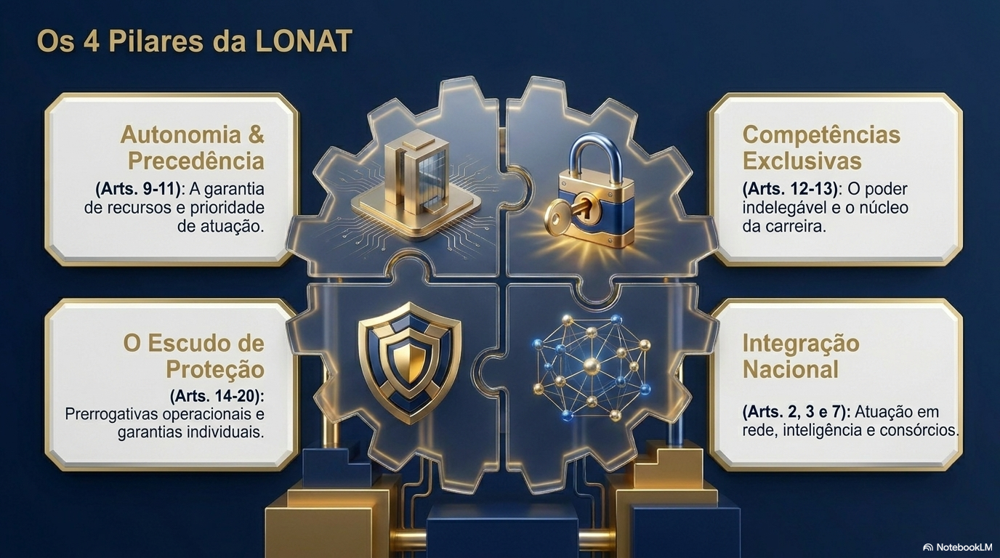 Os 4 Pilares da LONAT
Autonomia &
Precedência
(Arts. 9-11): A garantia
de recursos e prioridade
de atuação.
Competências
Exclusivas
(Arts. 12-13): O poder
indelegável e o núcleo
da carreira.
O Escudo de
Proteção
(Arts. 14-20):
Prerrogativas operacionais e
garantias individuais.
Integração
Nacional
(Arts. 2, 3 e 7): Atuação em
rede, inteligência e consórcios.
NotebookLM